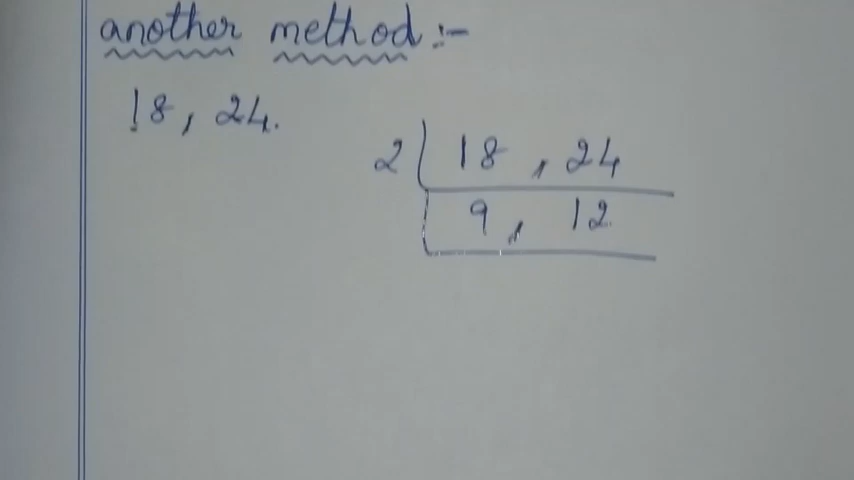 another method :-
18, 24.
2 | 18, 24
9, 12